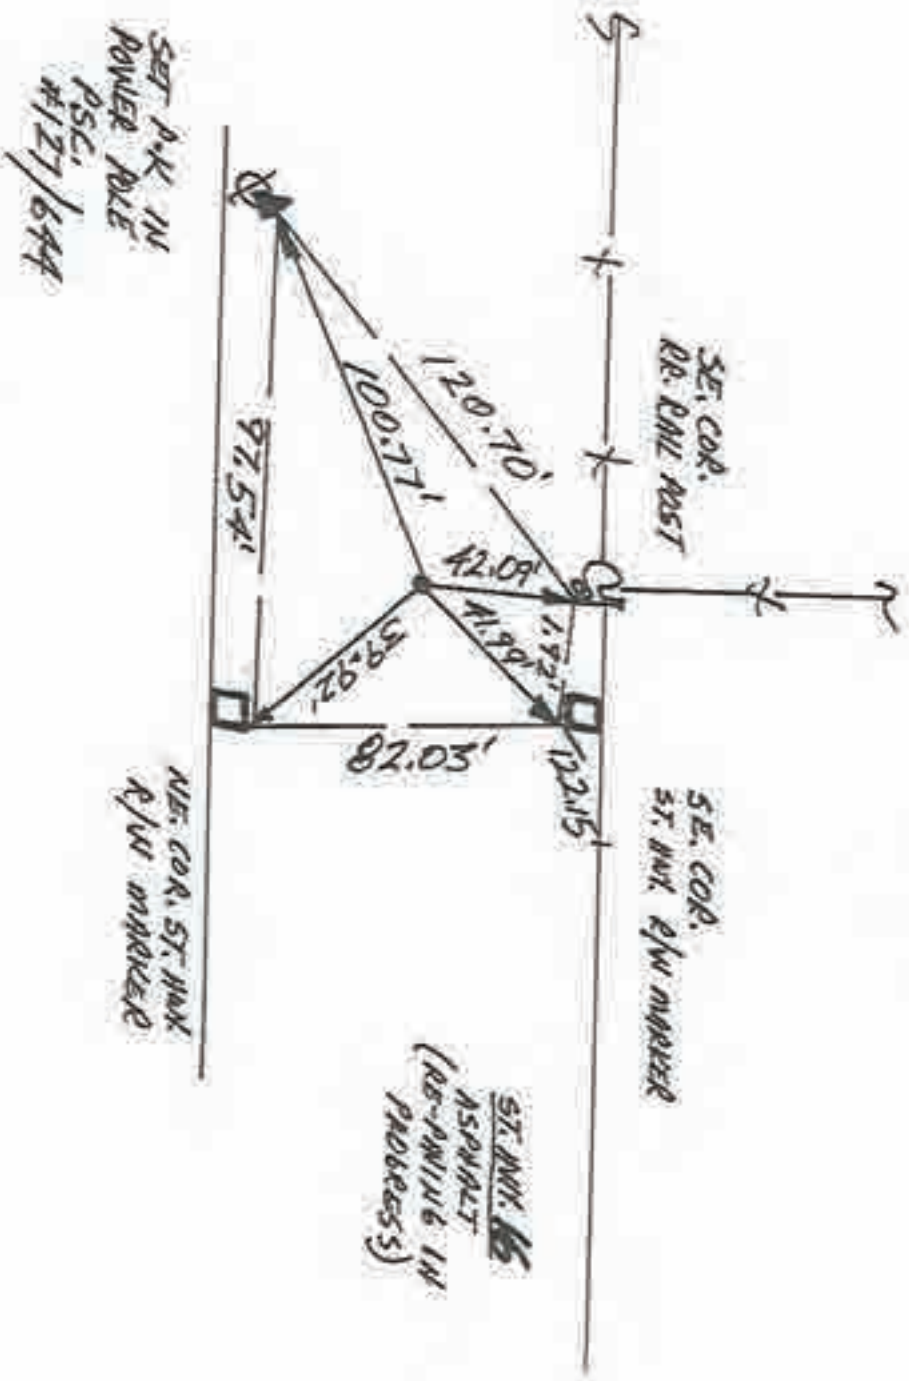 SE. COR.
RR. RAIL POST
SE. COR.
ST. HWY. R/W MARKER
ST. HWY. 16
ASPHALT
(RE-PAVING IN
PROGRESS)
120.70'
100.77'
42.09'
41.99'
1.92'
122.15'
39.92'
82.03'
97.54'
SET P.K. IN
POWER POLE
PSC.
#127/644
NE. COR. ST. HWY.
R/W MARKER